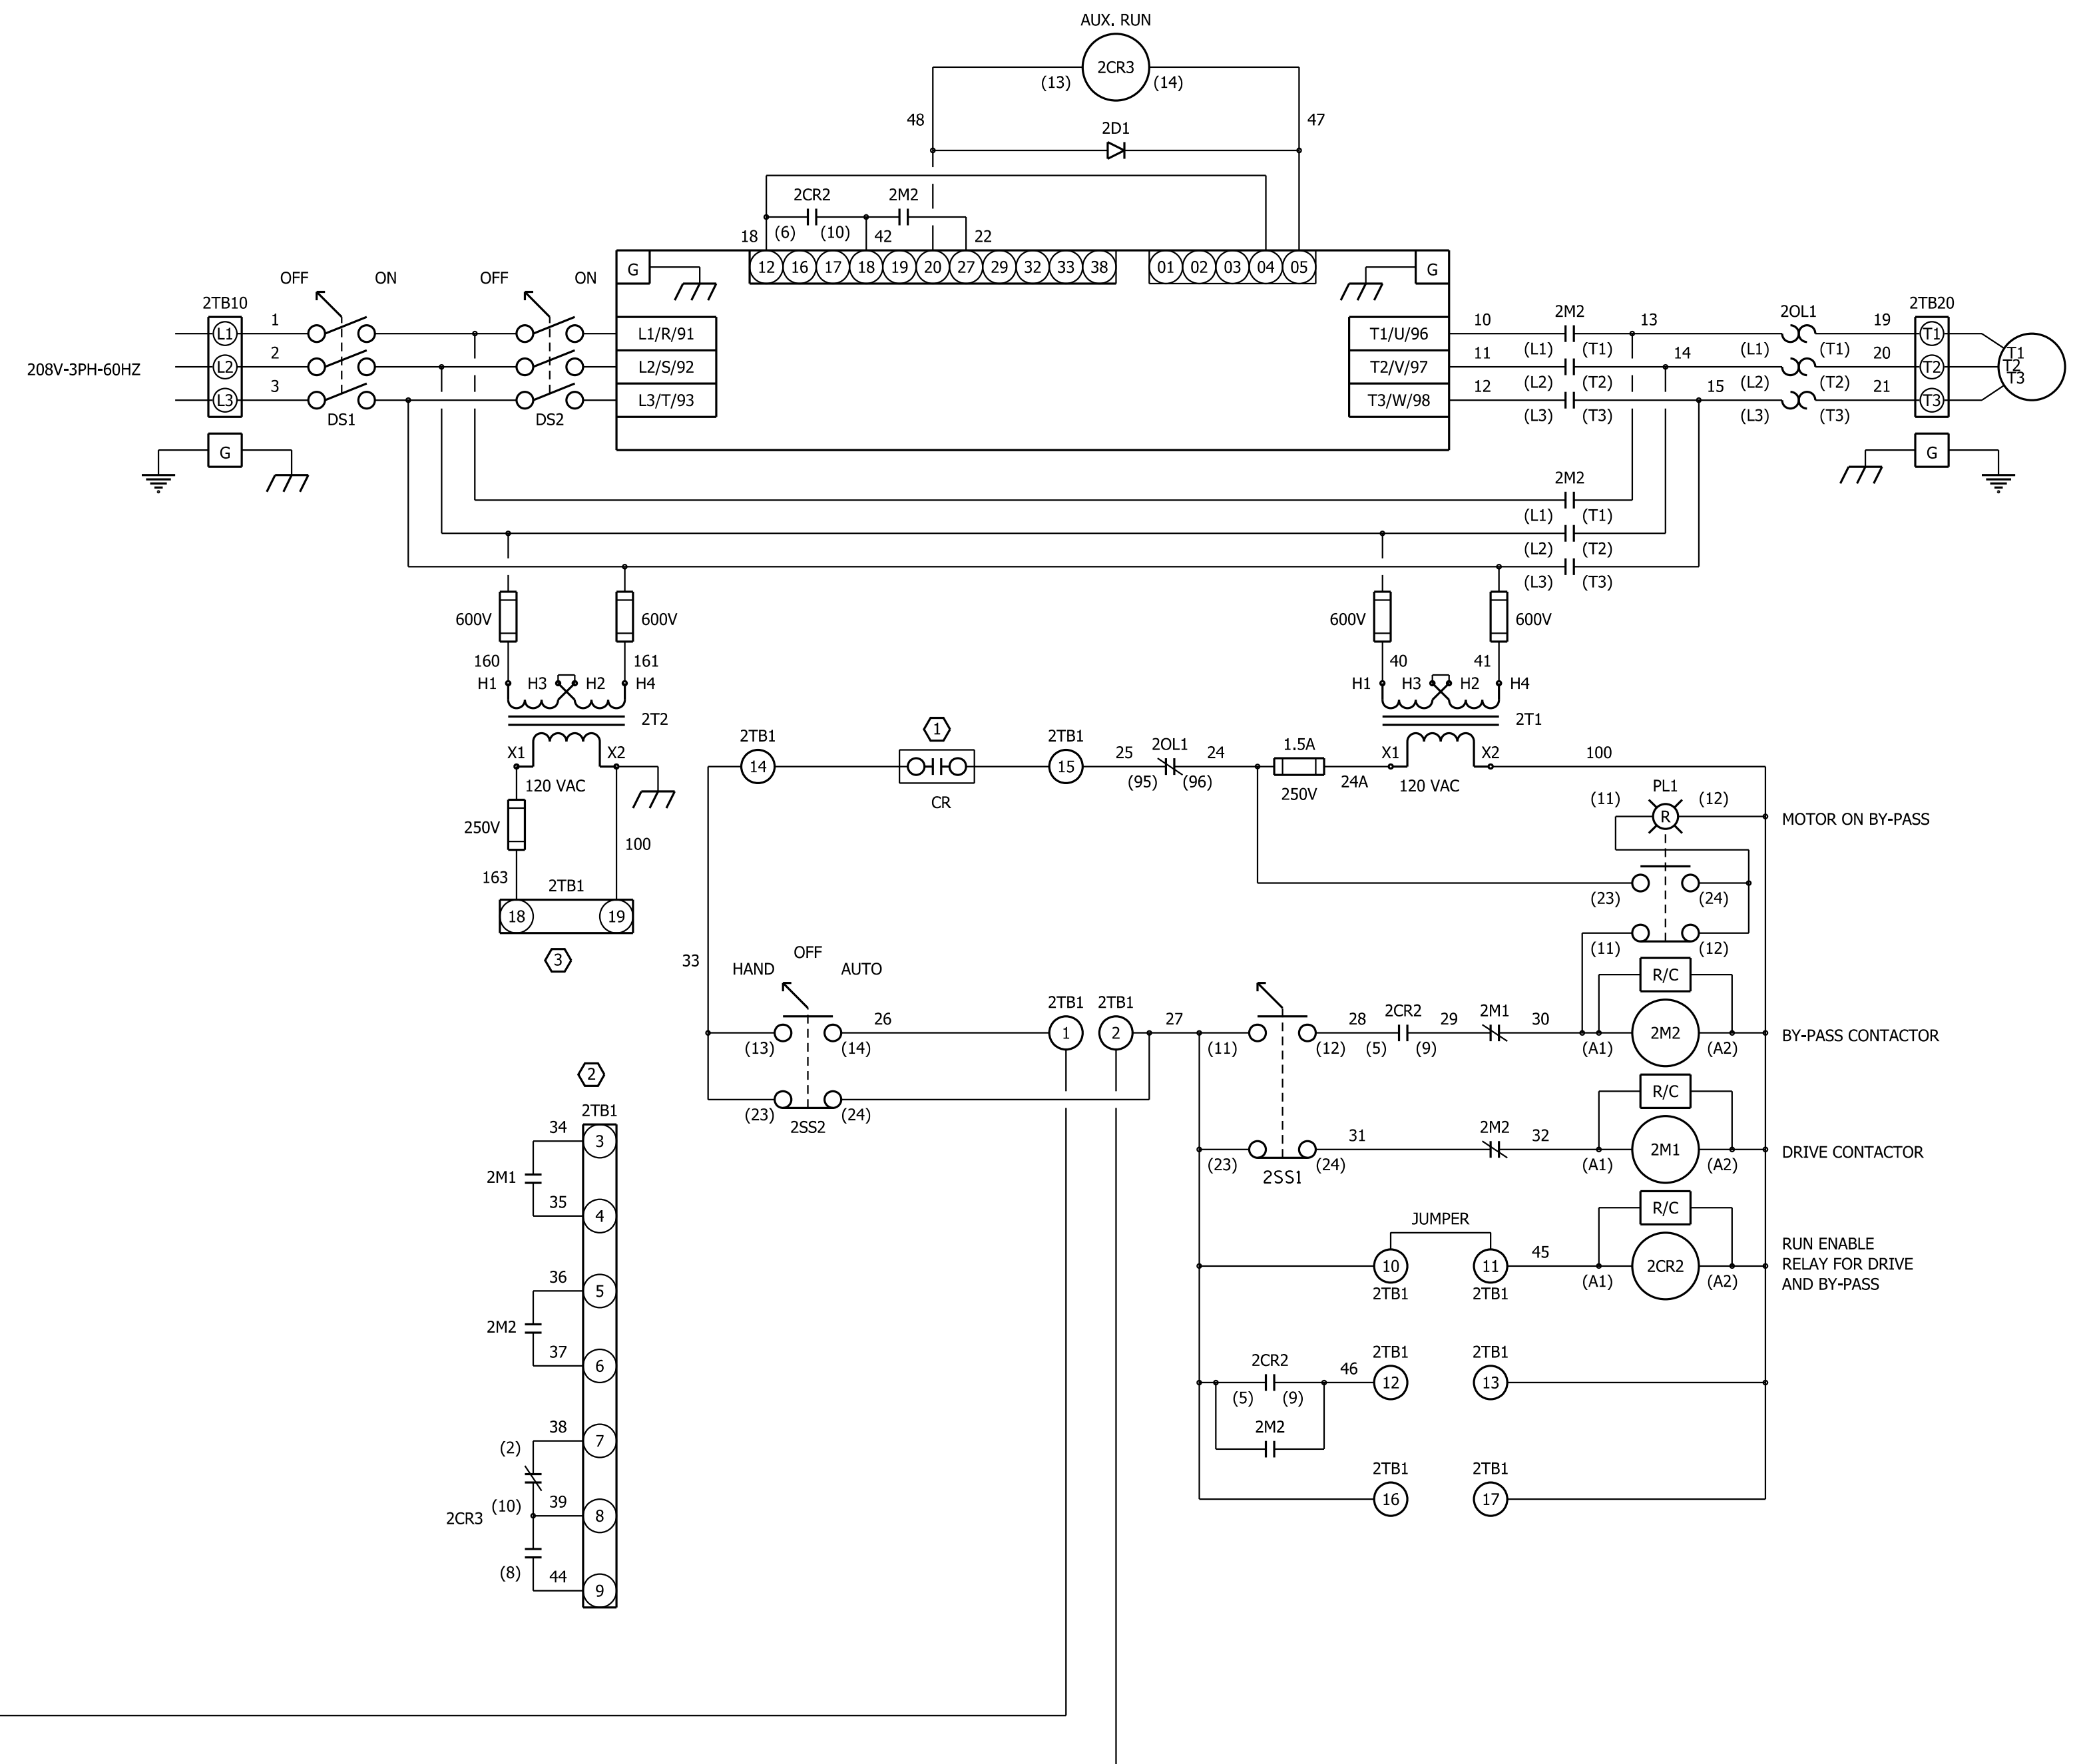 AUX. RUN
2CR3
(13) (14)
48 47
2D1
2CR2 2M2
18 (6) (10) 42 22
G 12 16 17 18 19 20 27 29 32 33 38 01 02 03 04 05 G
OFF ON OFF ON
2TB10 2M2 2OL1 2TB20
1 L1 L1/R/91 T1/U/96 10 13 19 T1
(L1) (T1) (L1) (T1) T1
208V-3PH-60HZ 2 L2 L2/S/92 T2/V/97 11 14 20 T2 T2
(L2) (T2) (L2) (T2) T3
3 L3 L3/T/93 T3/W/98 12 15 21 T3
DS1 DS2 (L3) (T3) (L3) (T3)
G G
2M2
(L1) (T1)
(L2) (T2)
(L3) (T3)
600V 600V 600V 600V
160 161 40 41
H1 H3 H2 H4 H1 H3 H2 H4
2T2 2T1
1
2TB1 2TB1 25 2OL1 24 1.5A X1 X2 100
X1 X2
14 15
120 VAC (95) (96) 24A 120 VAC
CR 250V
PL1
(11) (12)
R MOTOR ON BY-PASS
250V
100
163 2TB1
18 19
(23) (24)
3
(11) (12)
33
OFF
HAND AUTO
R/C
26 2TB1 2TB1 27 28 2CR2 29 2M1 30
1 2 2M2 BY-PASS CONTACTOR
(13) (14) (11) (12) (5) (9) (A1) (A2)
2
R/C
(23) (24)
2SS2
31 2M2 32
2M1 DRIVE CONTACTOR
(23) (24) (A1) (A2)
2SS1
R/C
JUMPER
45 RUN ENABLE
10 11 2CR2 RELAY FOR DRIVE
(A1) (A2) AND BY-PASS
2TB1 2TB1
2CR2 46 2TB1 2TB1
12 13
(5) (9)
2M2
2TB1 2TB1
16 17
2TB1
34 3
2M1
35 4
36 5
2M2
37 6
38 7
(2)
(10) 39 8
2CR3
(8) 44 9